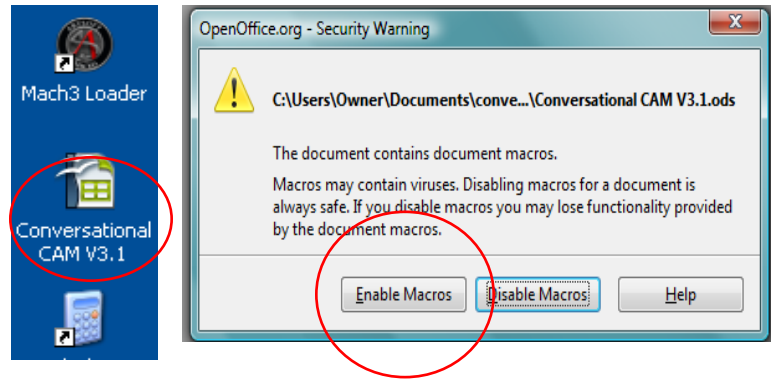 Mach3 Loader
Conversational
CAM V3.1
OpenOffice.org - Security Warning
C:\Users\Owner\Documents\conve...\Conversational CAM V3.1.ods
The document contains document macros.
Macros may contain viruses. Disabling macros for a document is
always safe. If you disable macros you may lose functionality provided
by the document macros.
Enable Macros
Disable Macros
Help